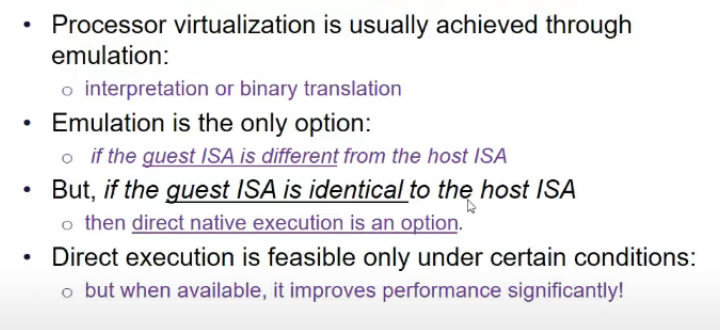 • Processor virtualization is usually achieved through
emulation:
o interpretation or binary translation
• Emulation is the only option:
o if the guest ISA is different from the host ISA
• But, if the guest ISA is identical to the host ISA
o then direct native execution is an option.
• Direct execution is feasible only under certain conditions:
o but when available, it improves performance significantly!